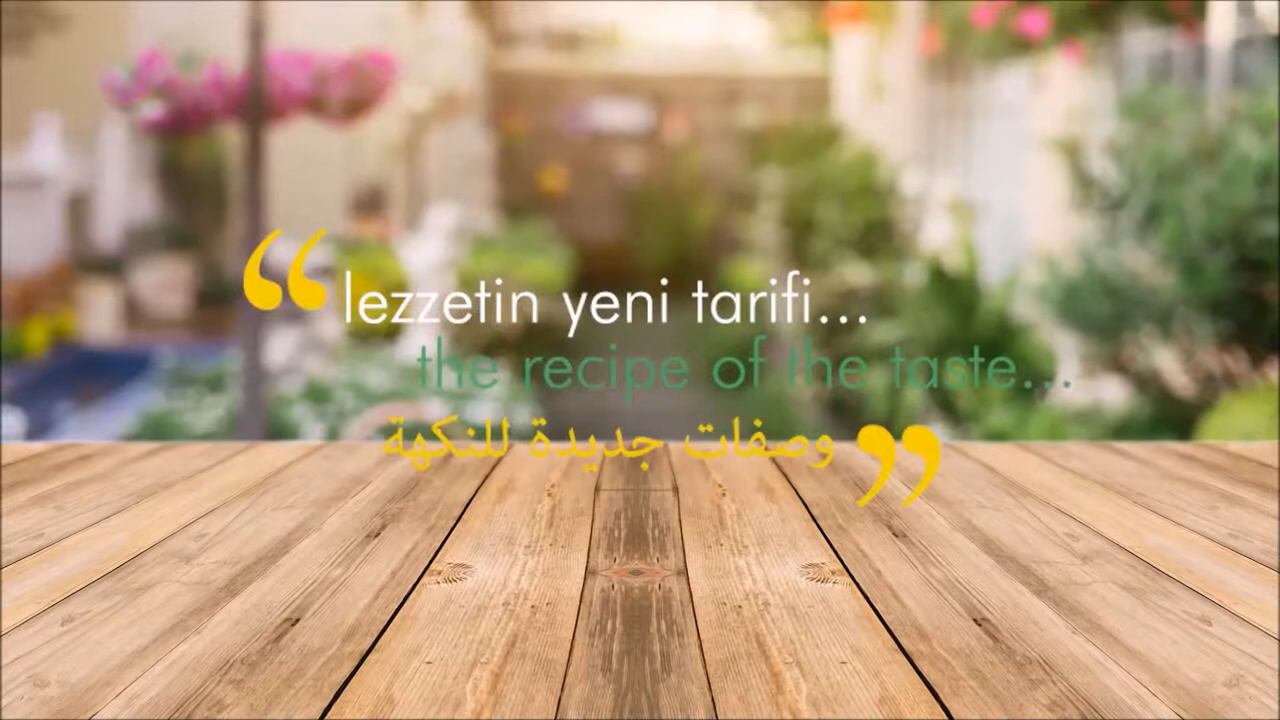 “lezzetin yeni tarifi...
the recipe of the taste...
وصفات جديدة للنكهة”